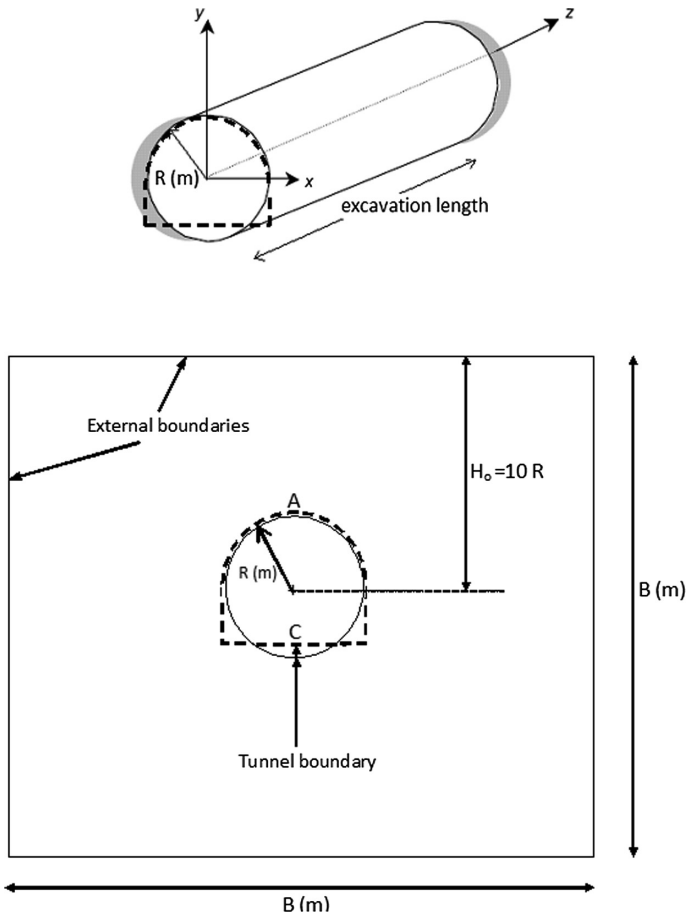 y
z
R (m)
x
excavation length
External boundaries
Hₒ =10 R
A
R (m)
B (m)
C
Tunnel boundary
B (m)